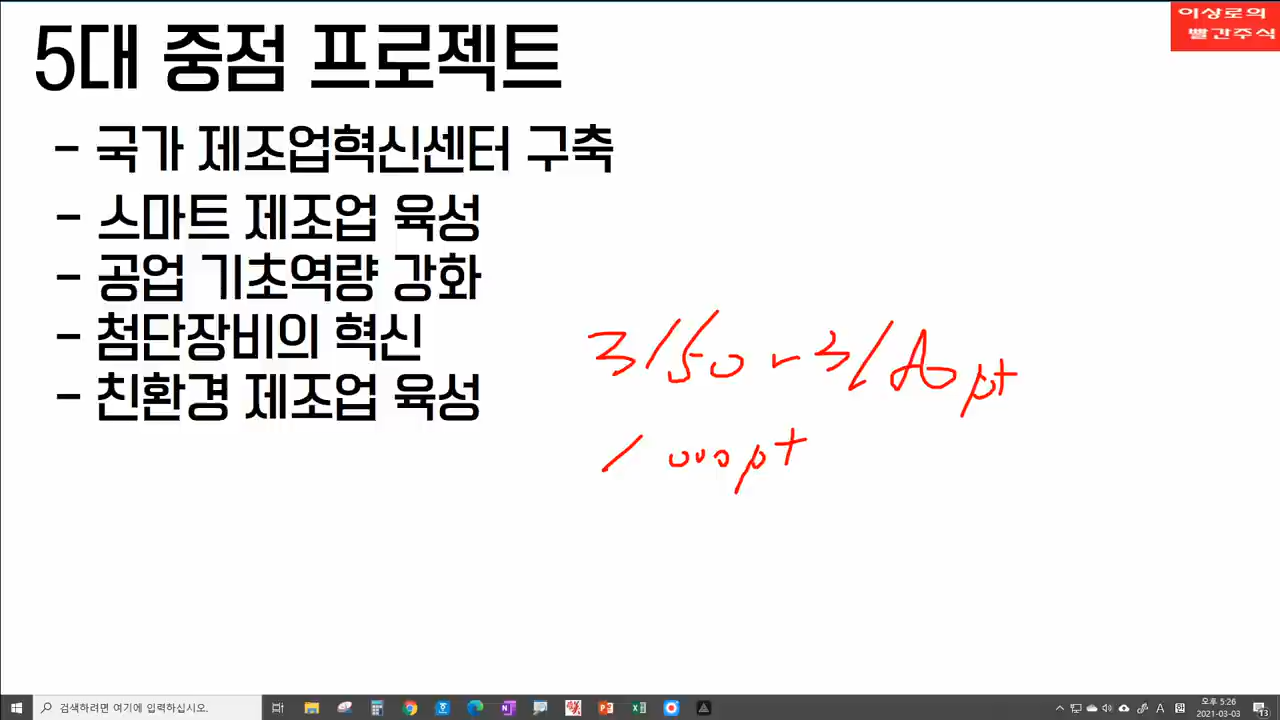 5대 중점 프로젝트
이상로의
빨간주식
- 국가 제조업혁신센터 구축
- 스마트 제조업 육성
- 공업 기초역량 강화
- 첨단장비의 혁신
- 친환경 제조업 육성
3150 ~ 31
1000pt
검색하려면 여기에 입력하십시오.
A
오후 5:26
2021-03-03
13